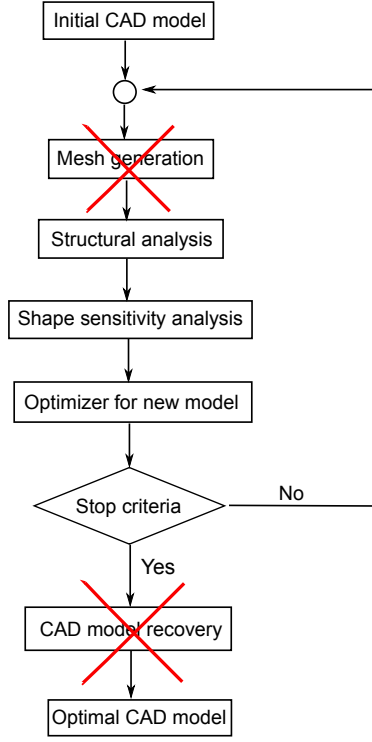 Initial CAD model
Mesh generation
Structural analysis
Shape sensitivity analysis
Optimizer for new model
Stop criteria
No
Yes
CAD model recovery
Optimal CAD model